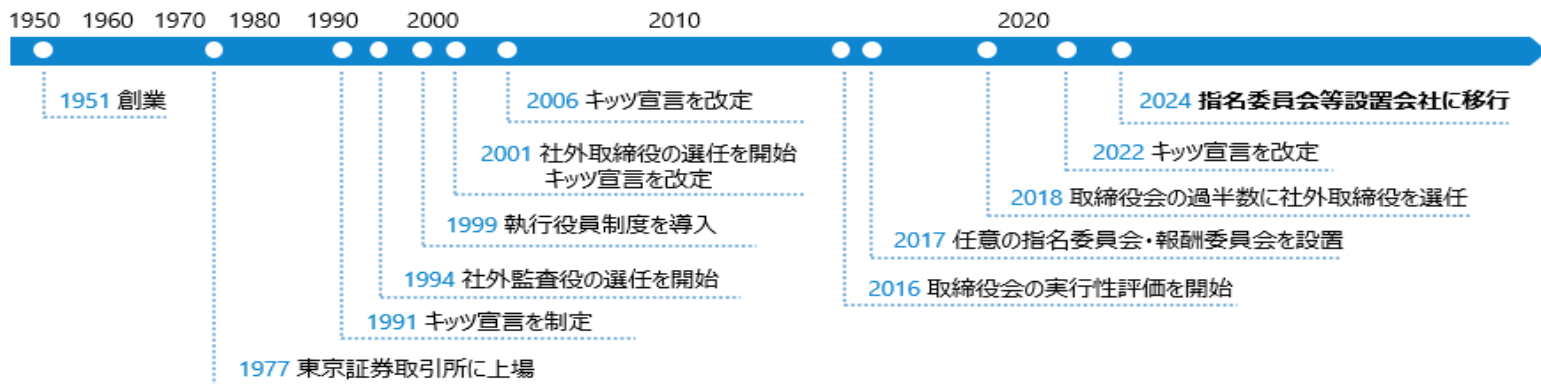 1950 1960 1970 1980 1990 2000 2010 2020
1951 創業
2006 キッツ宣言を改定
2024 指名委員会等設置会社に移行
2001 社外取締役の選任を開始
キッツ宣言を改定
2022 キッツ宣言を改定
2018 取締役会の過半数に社外取締役を選任
1999 執行役員制度を導入
2017 任意の指名委員会・報酬委員会を設置
1994 社外監査役の選任を開始
2016 取締役会の実行性評価を開始
1991 キッツ宣言を制定
1977 東京証券取引所に上場